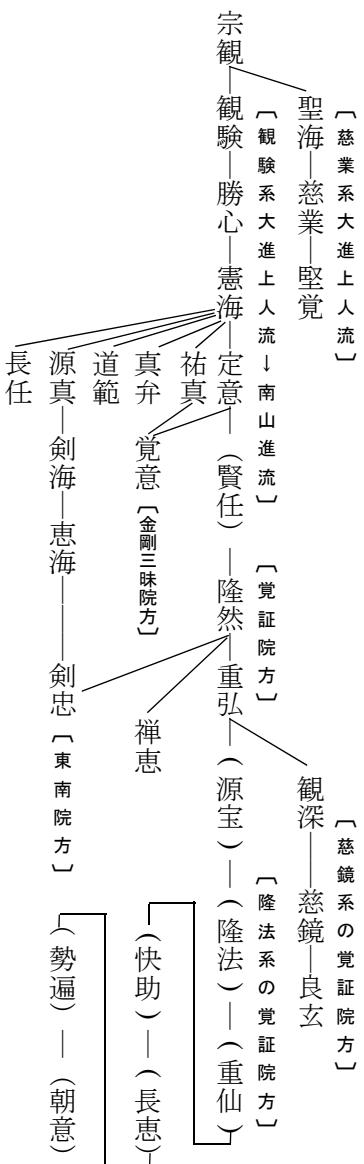 〔慈業系大進上人流〕
聖海―慈業―堅覚
〔観験系大進上人流→南山進流〕
宗観―観験―勝心―憲海―定意―（賢任）―隆然―重弘―（源宝）―（隆法）―（重仙）
〔覚証院方〕
〔慈鏡系の覚証院方〕
観深――慈鏡―良玄
〔隆法系の覚証院方〕
祐真
真弁
覚意〔金剛三昧院方〕
道範
源真―剣海―恵海―――剣忠〔東南院方〕
長任
禅恵
（快助）―（長恵）
（勢遍）―（朝意）